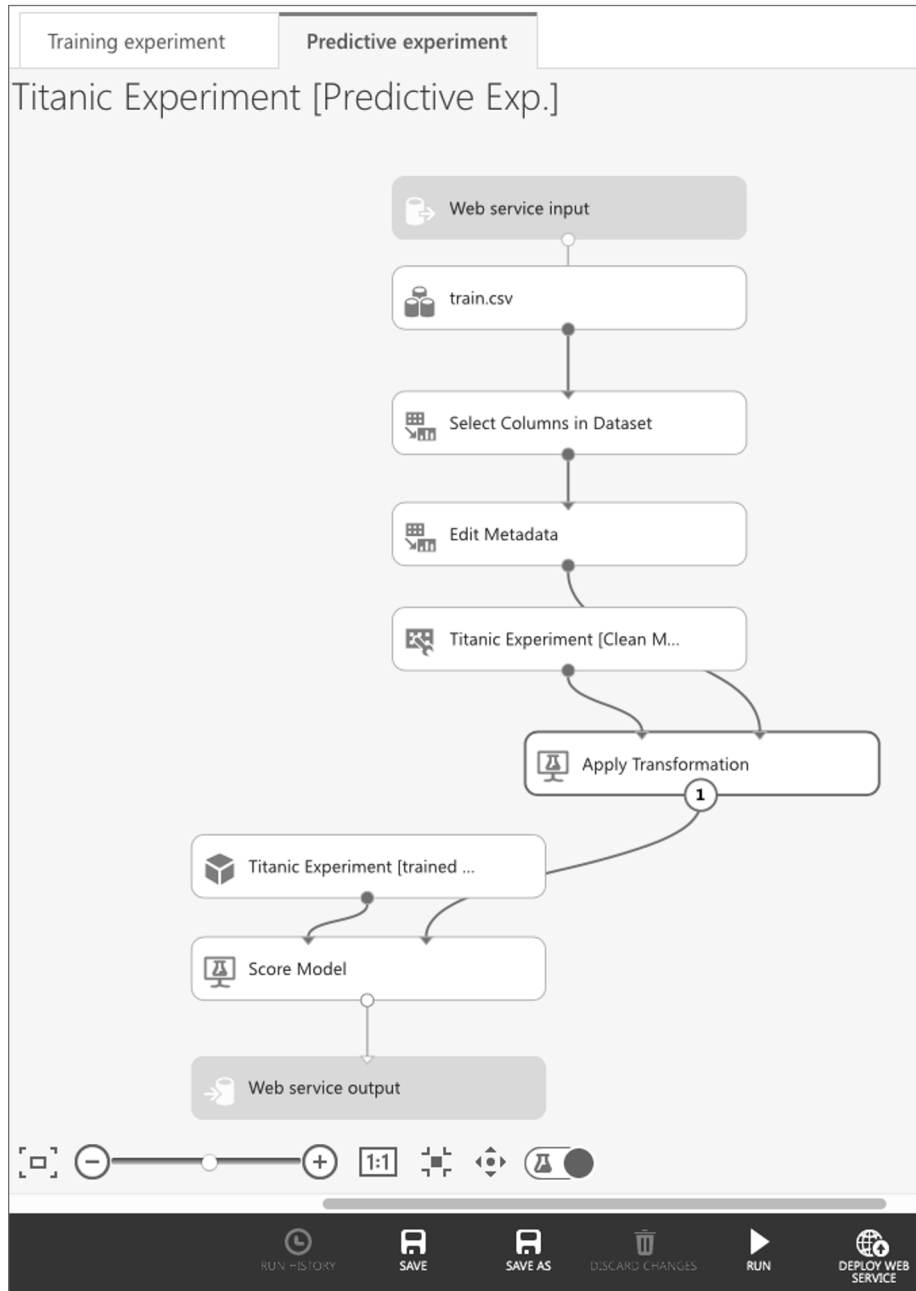 Training experiment
Predictive experiment
Titanic Experiment [Predictive Exp.]
Web service input
train.csv
Select Columns in Dataset
Edit Metadata
Titanic Experiment [Clean M...
Apply Transformation
1
Titanic Experiment [trained ...
Score Model
Web service output
1:1
RUN HISTORY
SAVE
SAVE AS
DISCARD CHANGES
RUN
DEPLOY WEB
SERVICE